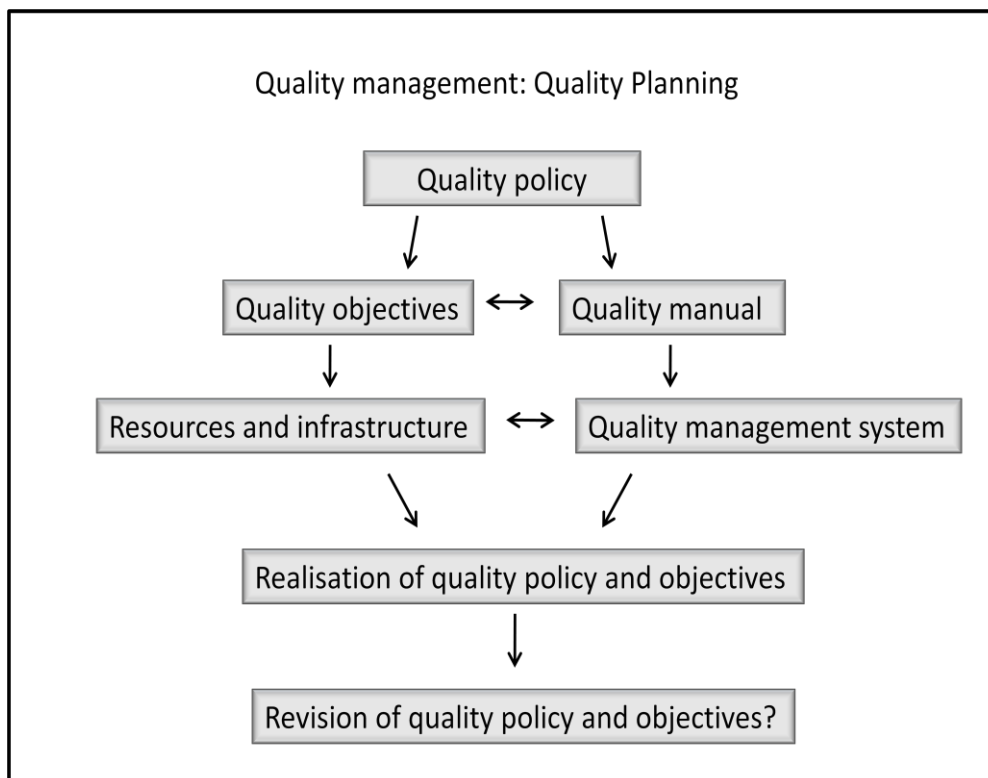 Quality management: Quality Planning
Quality policy
Quality objectives
Quality manual
Resources and infrastructure
Quality management system
Realisation of quality policy and objectives
Revision of quality policy and objectives?